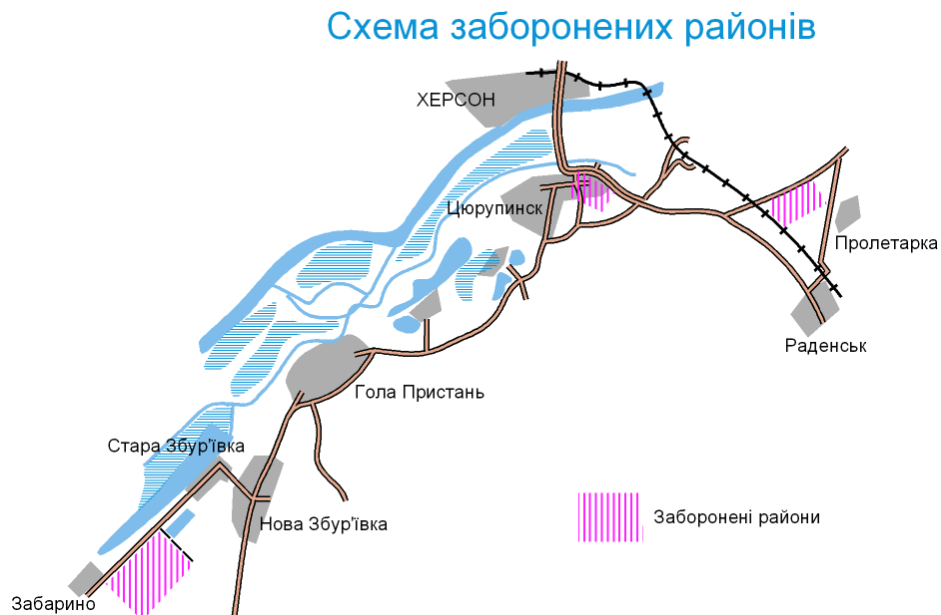 Схема заборонених районів
ХЕРСОН
Цюрупинск
Пролетарка
Раденськ
Гола Пристань
Стара Збур'ївка
Нова Збур'ївка
Заборонені райони
Забарино